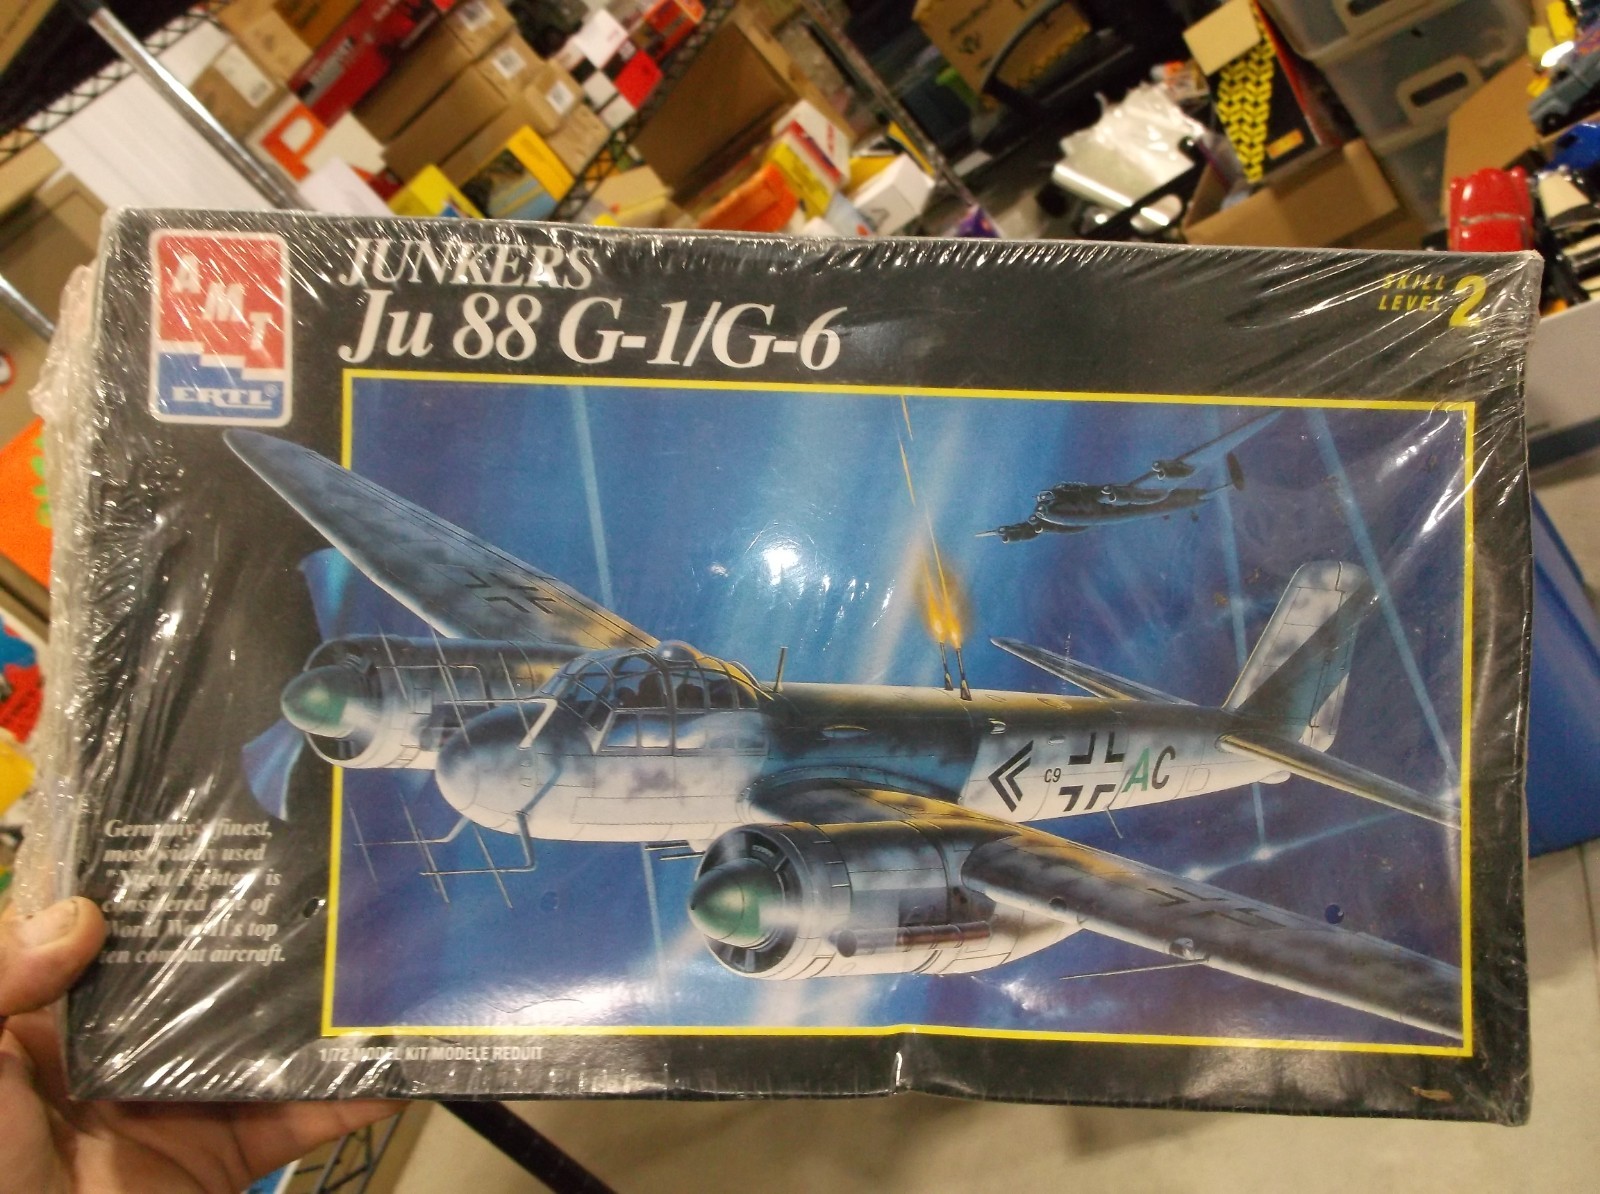 AMT
ERTL®
JUNKERS
Ju 88 G-1/G-6
SKILL
LEVEL 2
C9
AC
Germany's finest,
most widely used
"Night Fighter" is
considered one of
World War II's top
ten combat aircraft.
1/72 MODEL KIT/MODELE REDUIT